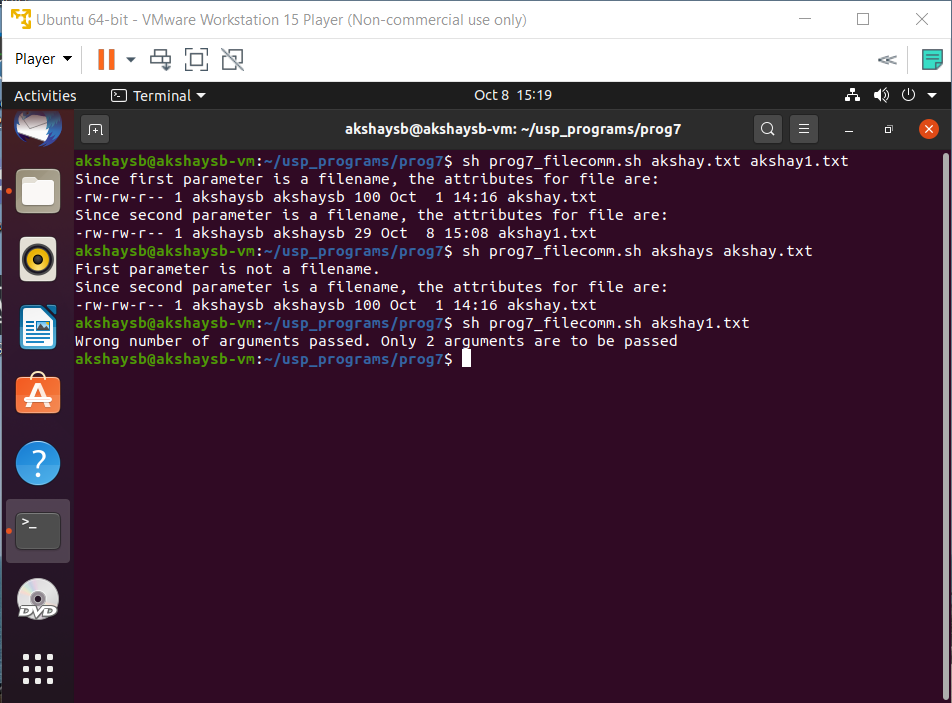 Ubuntu 64-bit - VMware Workstation 15 Player (Non-commercial use only)
Player
Activities
Terminal
Oct 8 15:19
akshaysb@akshaysb-vm: ~/usp_programs/prog7
akshaysb@akshaysb-vm:~/usp_programs/prog7$ sh prog7_filecomm.sh akshay.txt akshay1.txt
Since first parameter is a filename, the attributes for file are:
-rw-rw-r-- 1 akshaysb akshaysb 100 Oct  1 14:16 akshay.txt
Since second parameter is a filename, the attributes for file are:
-rw-rw-r-- 1 akshaysb akshaysb 29 Oct  8 15:08 akshay1.txt
akshaysb@akshaysb-vm:~/usp_programs/prog7$ sh prog7_filecomm.sh akshays akshay.txt
First parameter is not a filename.
Since second parameter is a filename, the attributes for file are:
-rw-rw-r-- 1 akshaysb akshaysb 100 Oct  1 14:16 akshay.txt
akshaysb@akshaysb-vm:~/usp_programs/prog7$ sh prog7_filecomm.sh akshay1.txt
Wrong number of arguments passed. Only 2 arguments are to be passed
akshaysb@akshaysb-vm:~/usp_programs/prog7$
?
>_
DVD